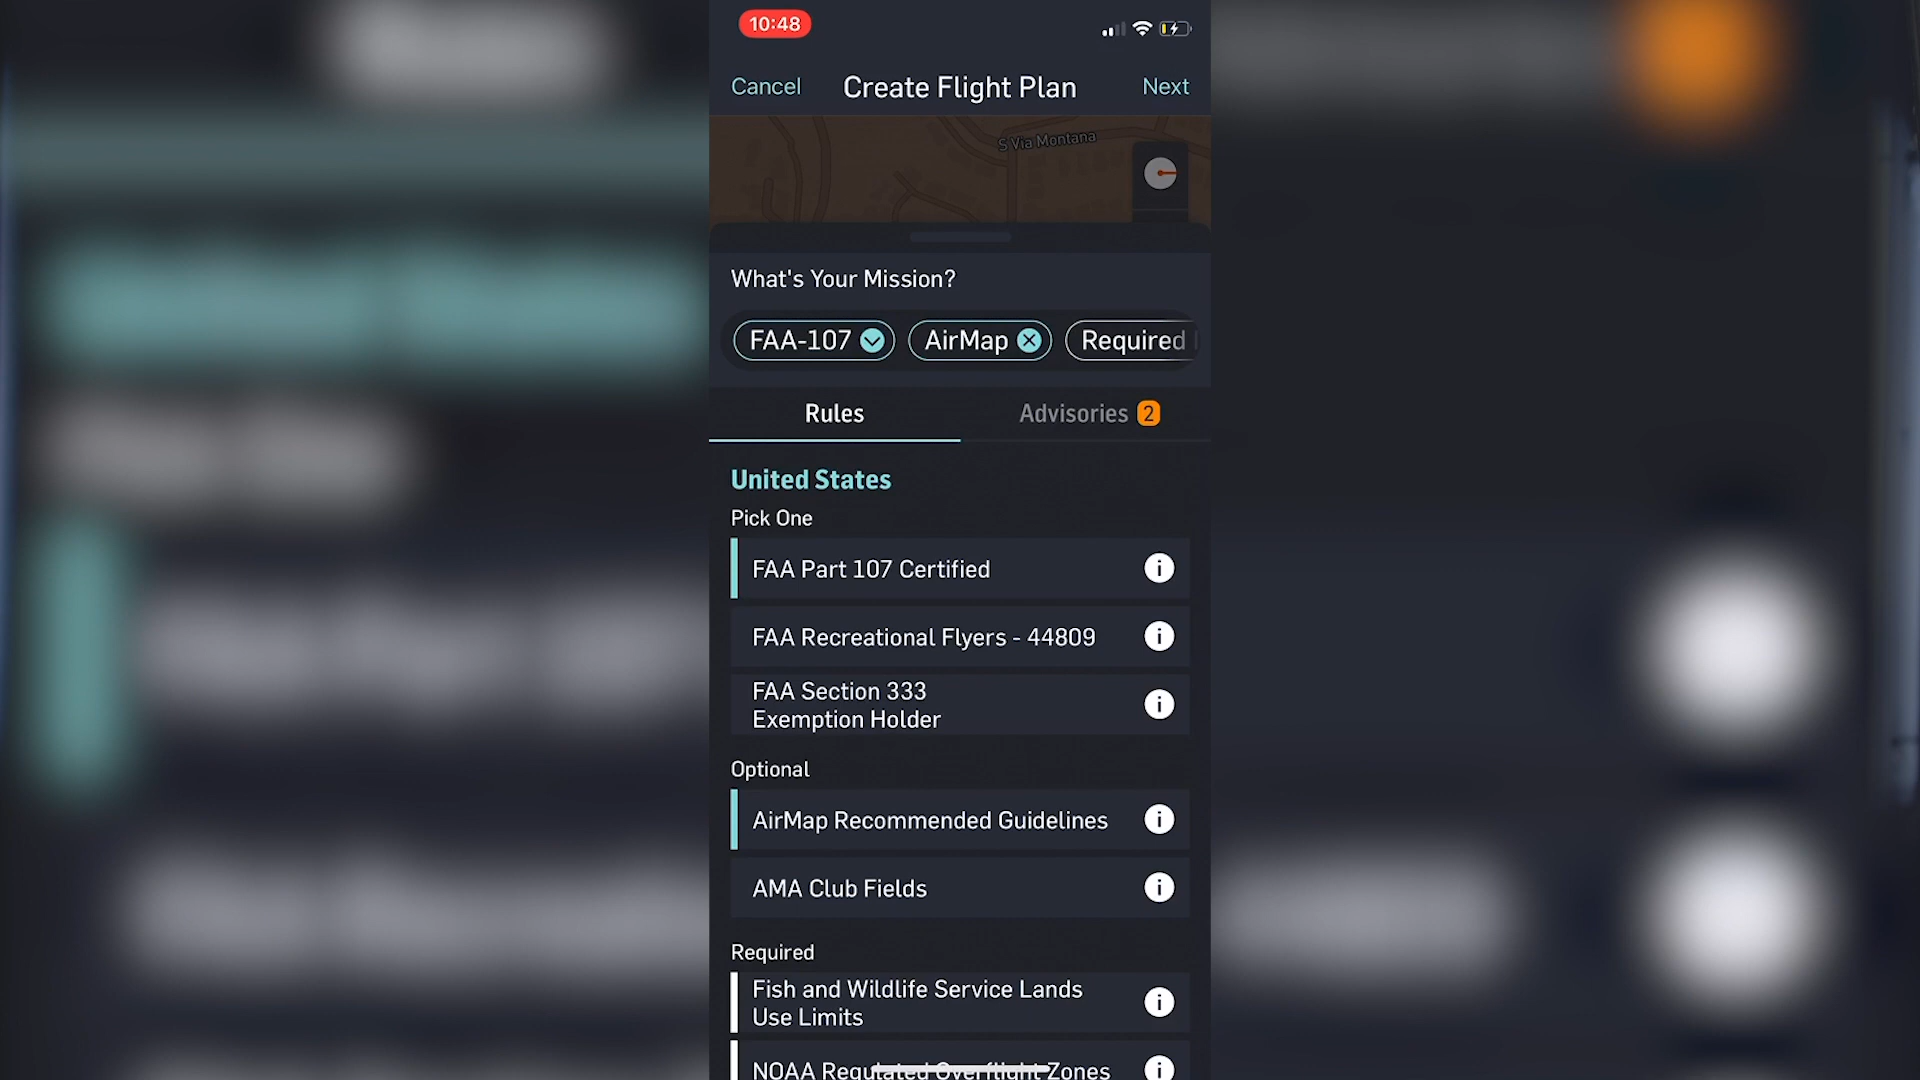 10:48
Cancel Create Flight Plan Next
S Via Montana
What's Your Mission?
FAA-107 AirMap Required
Rules Advisories 2
United States
Pick One
FAA Part 107 Certified
FAA Recreational Flyers - 44809
FAA Section 333
Exemption Holder
Optional
AirMap Recommended Guidelines
AMA Club Fields
Required
Fish and Wildlife Service Lands
Use Limits
NOAA Regulated Overflight Zones